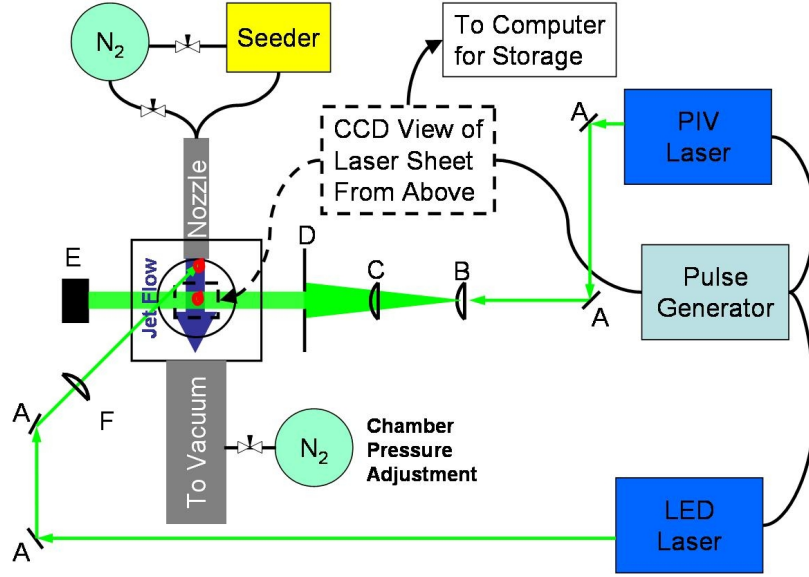 N₂
Seeder
To Computer
for Storage
CCD View of
Laser Sheet
From Above
A
PIV
Laser
Nozzle
D
E
Jet Flow
C
B
Pulse
Generator
A
F
A
To Vacuum
N₂
Chamber
Pressure
Adjustment
A
LED
Laser